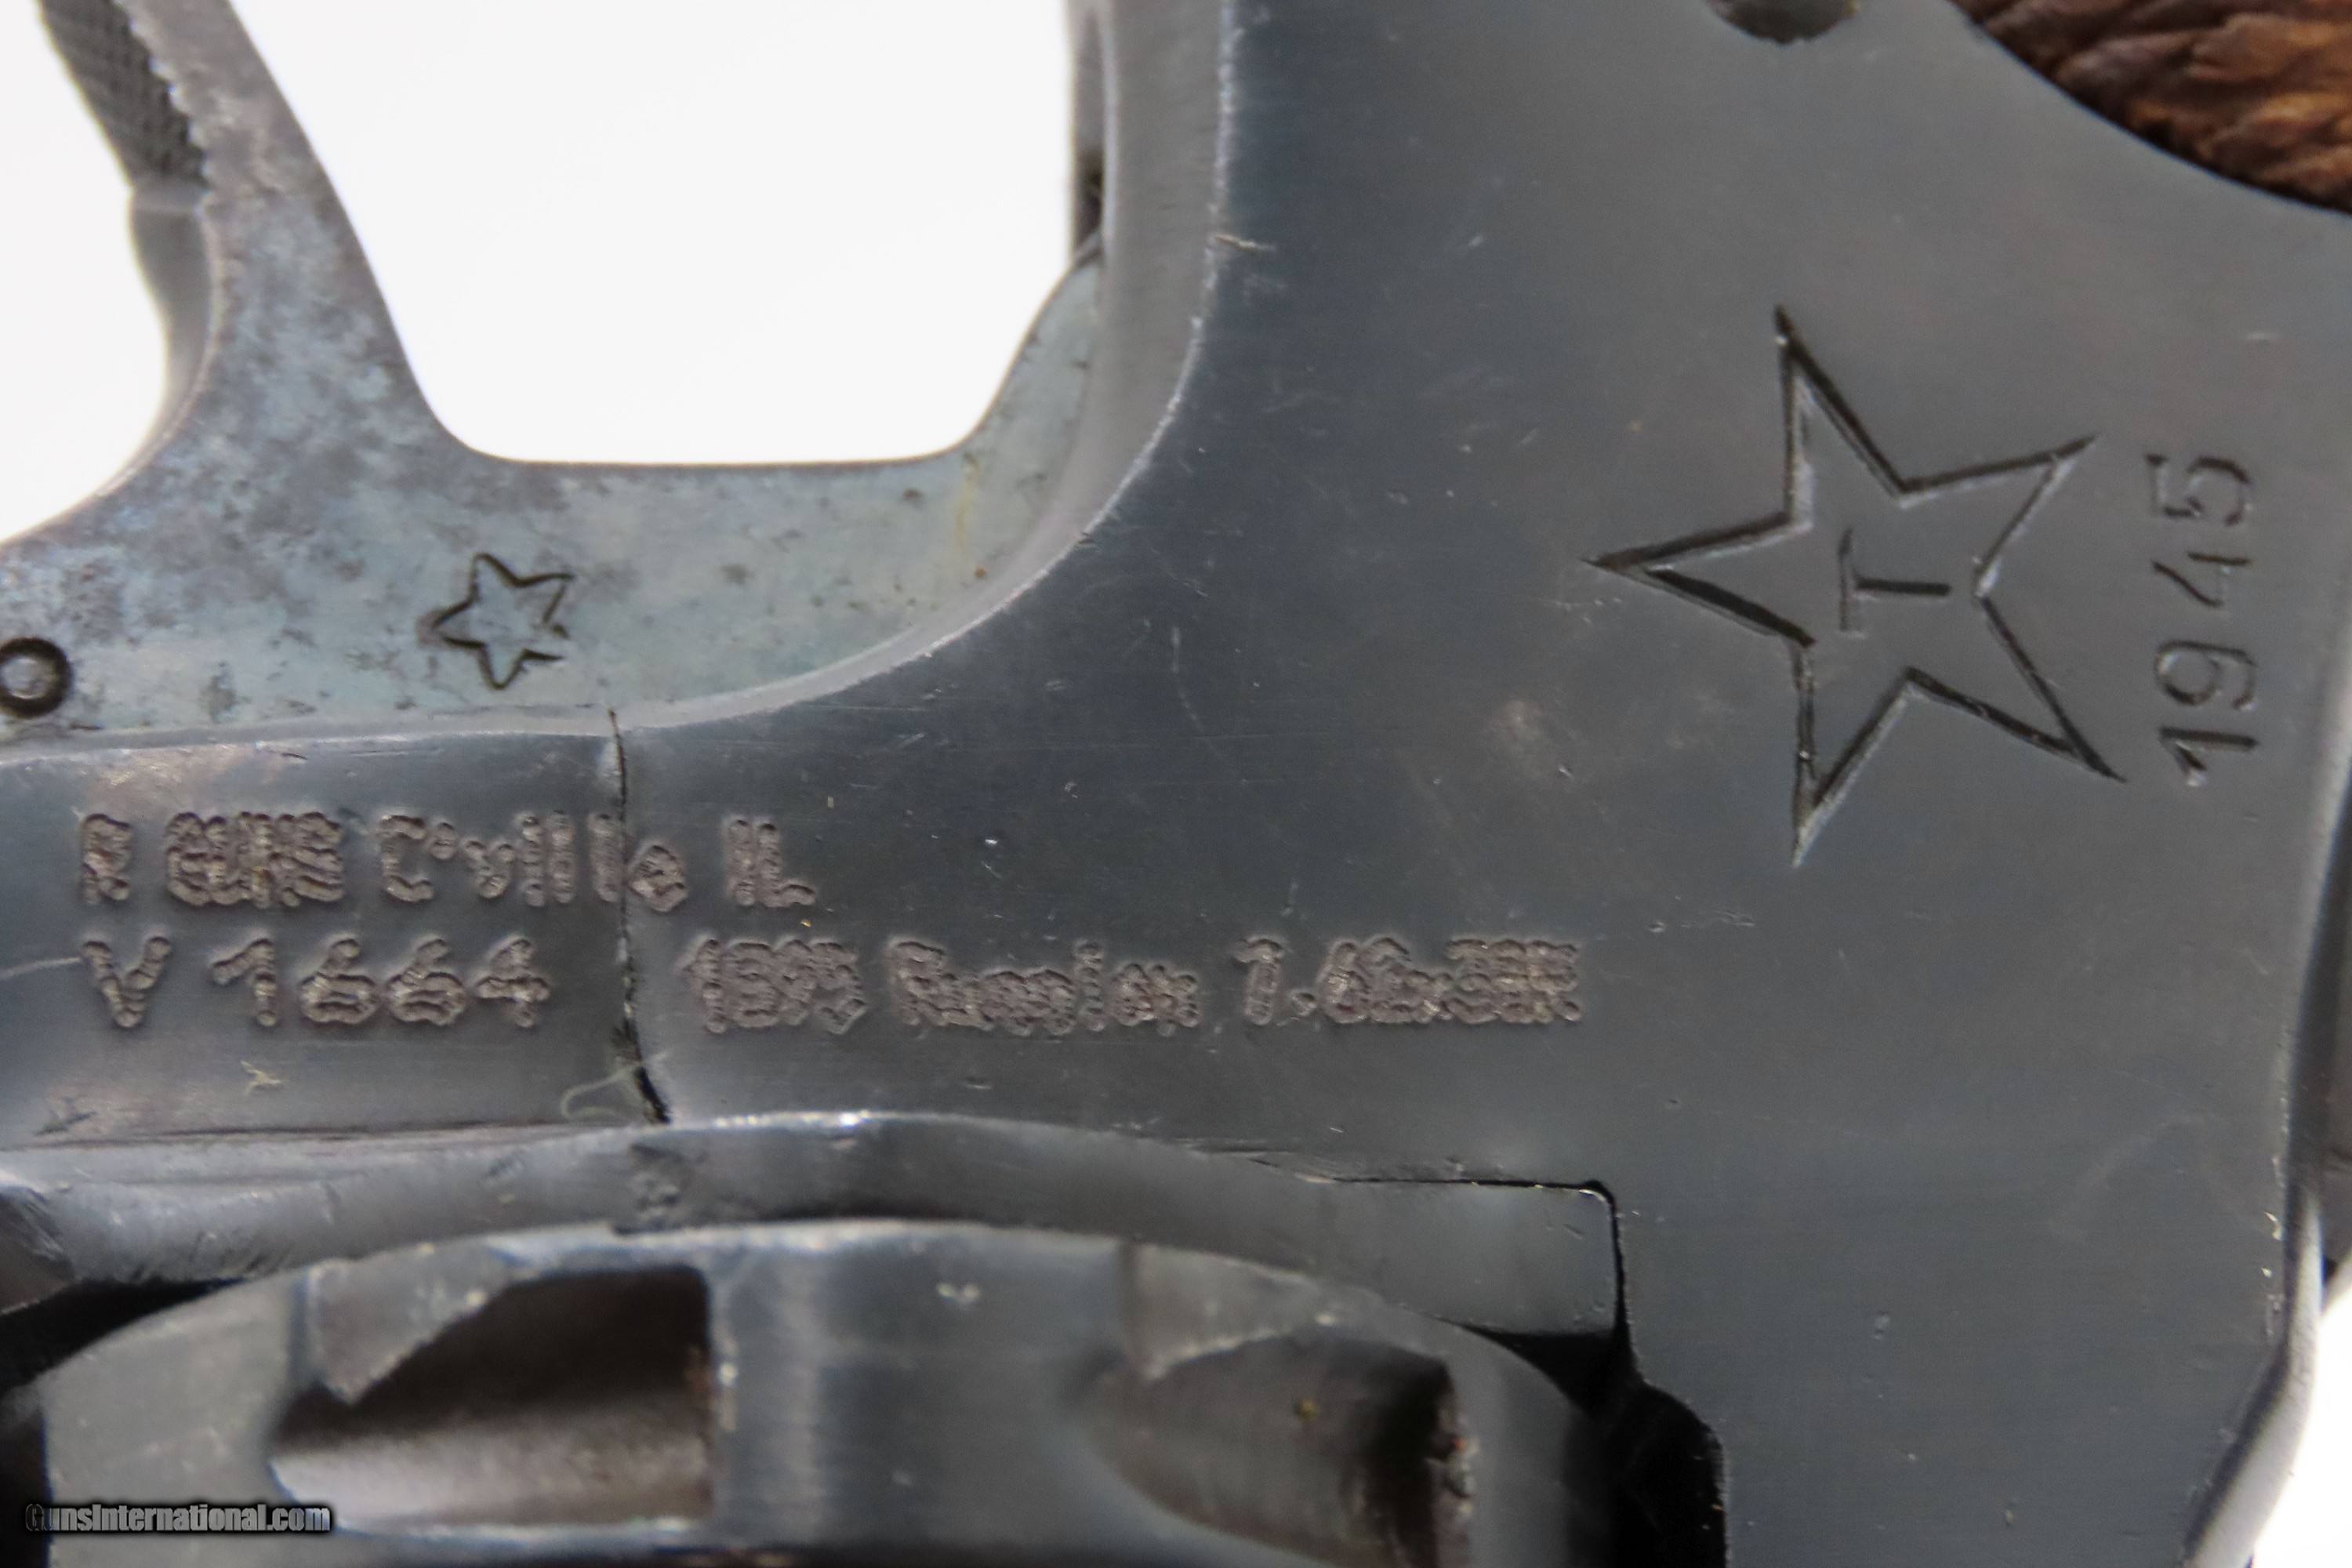 R GUNS C'ville IL
V 1664 1895 Russian 7.62x38R
T
1945
GunsInternational.com